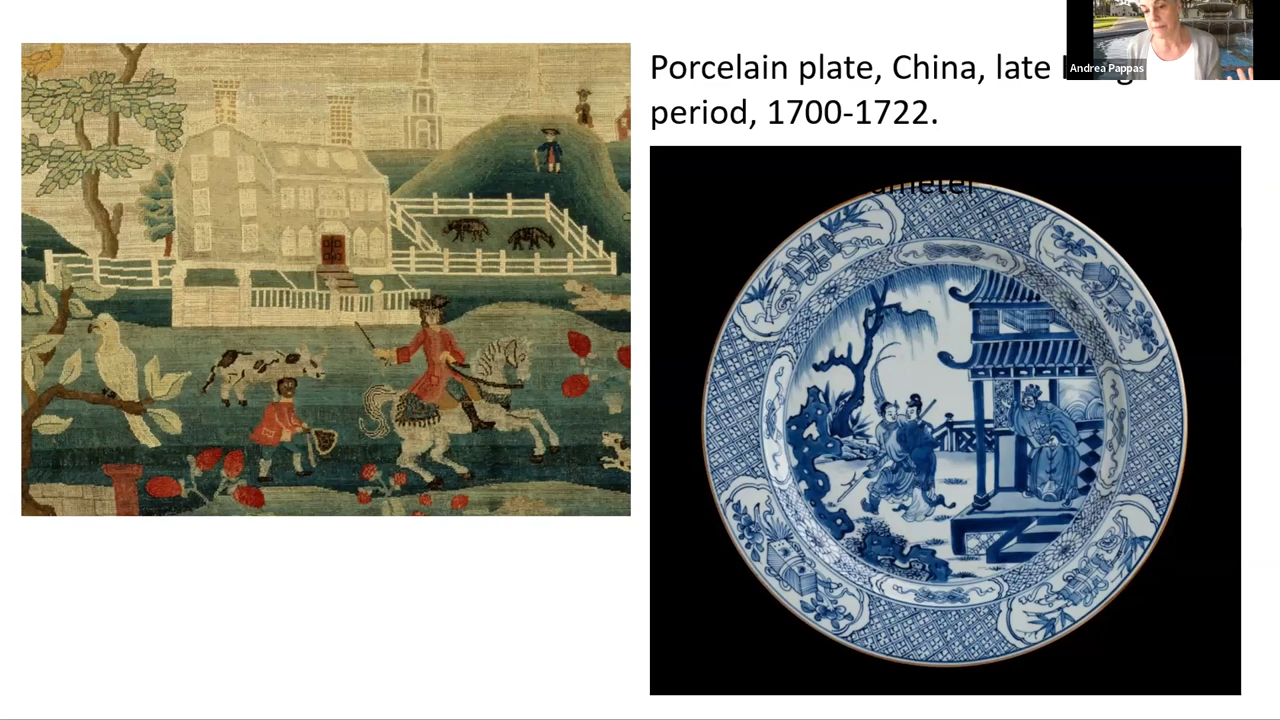 Porcelain plate, China, late
period, 1700-1722.
Andrea Pappas